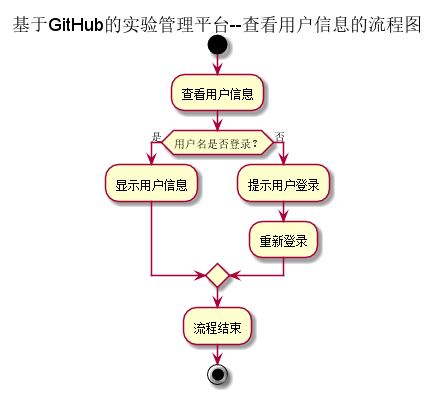 基于GitHub的实验管理平台--查看用户信息的流程图
查看用户信息
是
用户名是否登录?
否
显示用户信息
提示用户登录
重新登录
流程结束